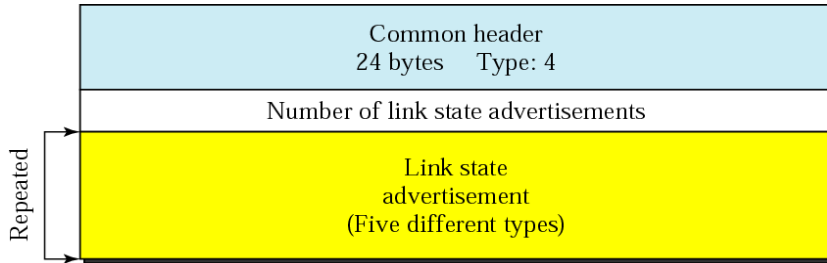 Common header
24 bytes Type: 4
Number of link state advertisements
Repeated
Link state
advertisement
(Five different types)